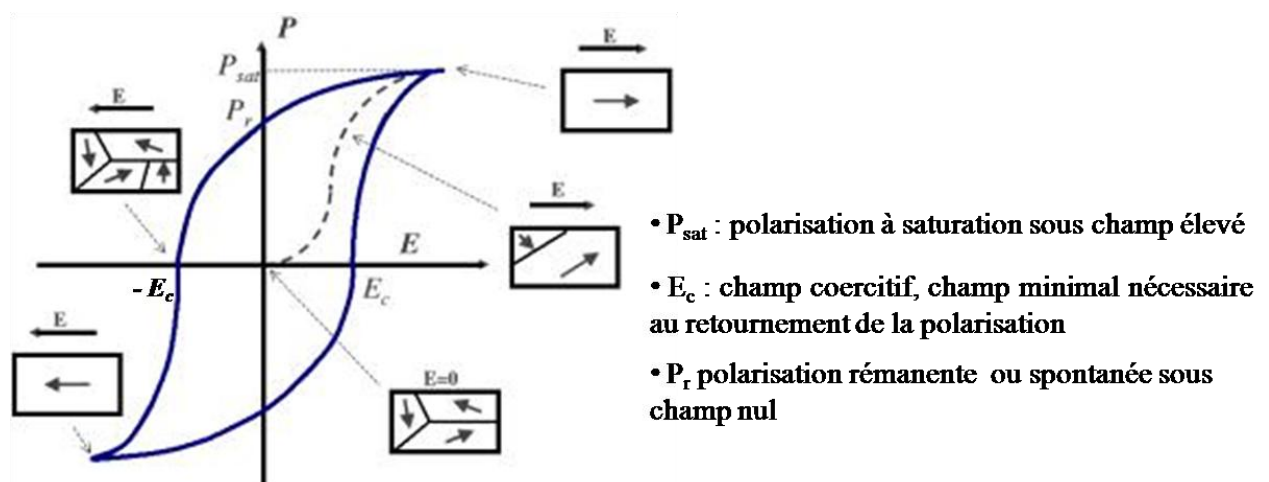 P
E
P_sat
E
P_r
E
E
- E_c
E_c
E
E=0
• P_sat : polarisation à saturation sous champ élevé
• E_c : champ coercitif, champ minimal nécessaire
au retournement de la polarisation
• P_r polarisation rémanente ou spontanée sous
champ nul